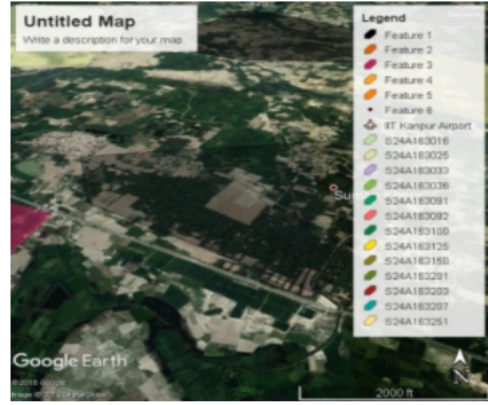 Untitled Map
Write a description for your map
Legend
Feature 1
Feature 2
Feature 3
Feature 4
Feature 5
Feature 6
IIT Kanpur Airport
S24A163016
S24A163025
S24A163036
S24A163091
S24A163092
S24A163100
S24A163125
S24A163150
S24A163201
S24A163203
S24A163207
S24A163251
Google Earth
© 2018 Google
2000 ft
N